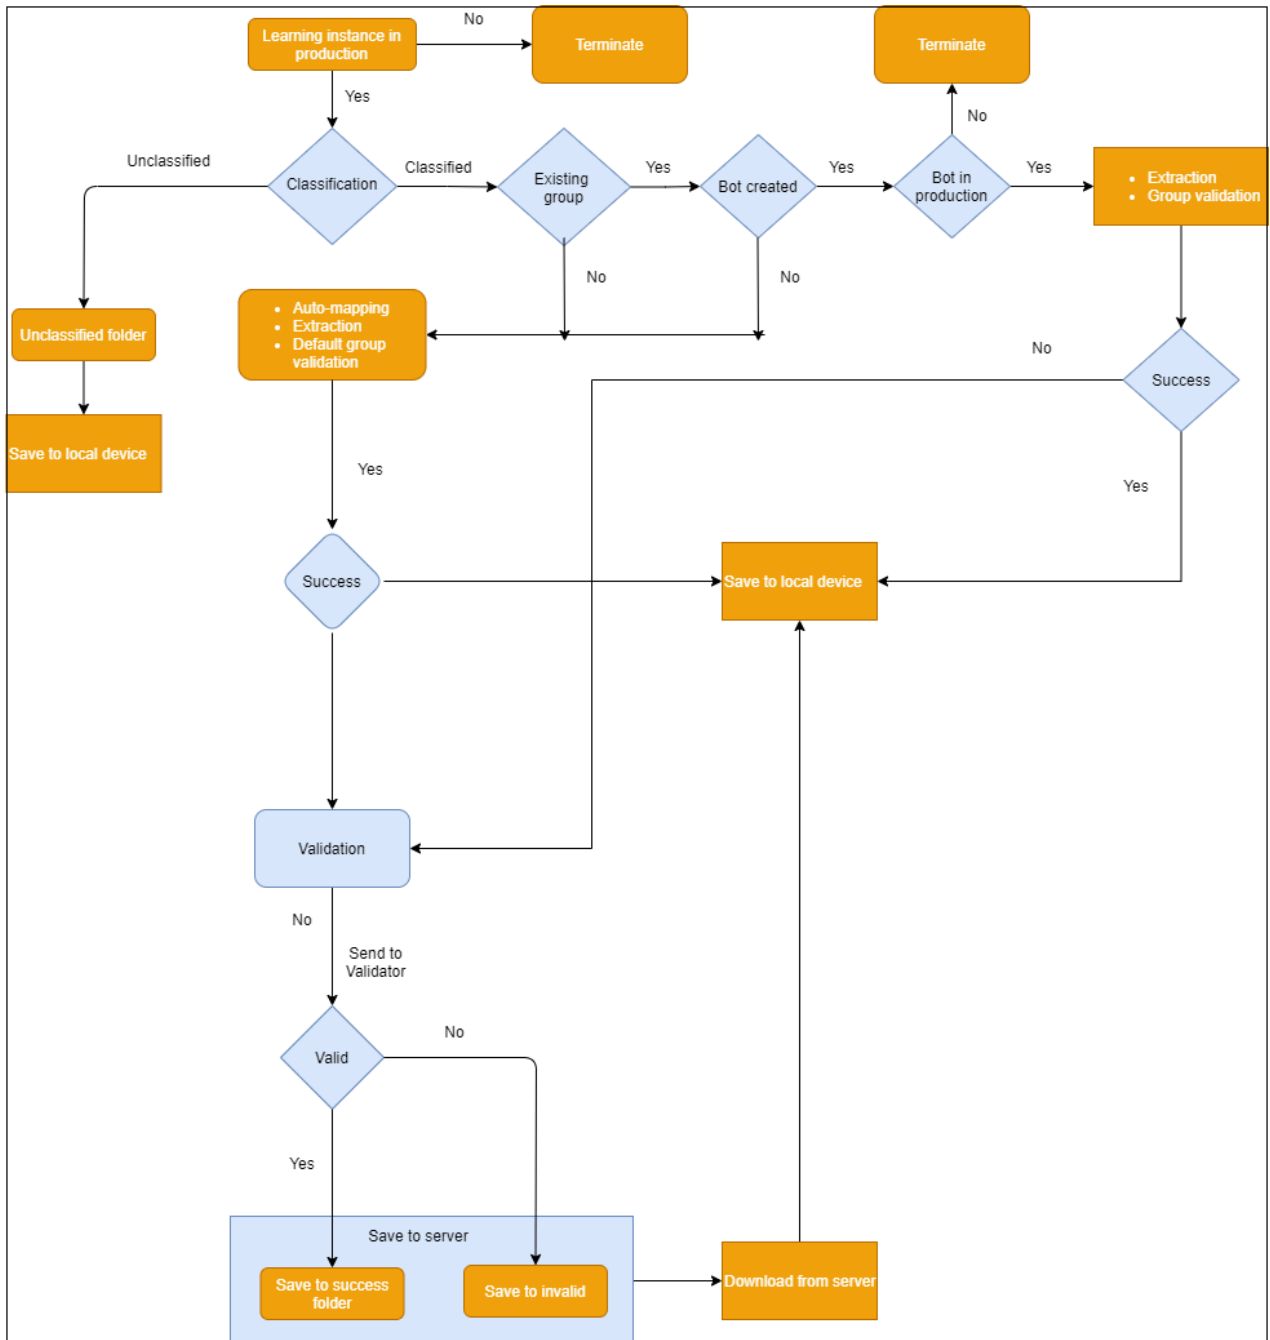 Learning instance in
production
No
Terminate
Terminate
Yes
No
Unclassified
Classification
Classified
Existing
group
Yes
Bot created
Yes
Bot in
production
Yes
• Extraction
• Group validation
No
No
• Auto-mapping
• Extraction
• Default group
validation
Unclassified folder
No
Success
Save to local device
Yes
Yes
Success
Save to local device
Validation
No
Send to
Validator
Valid
No
Yes
Save to server
Save to success
folder
Save to invalid
Download from server